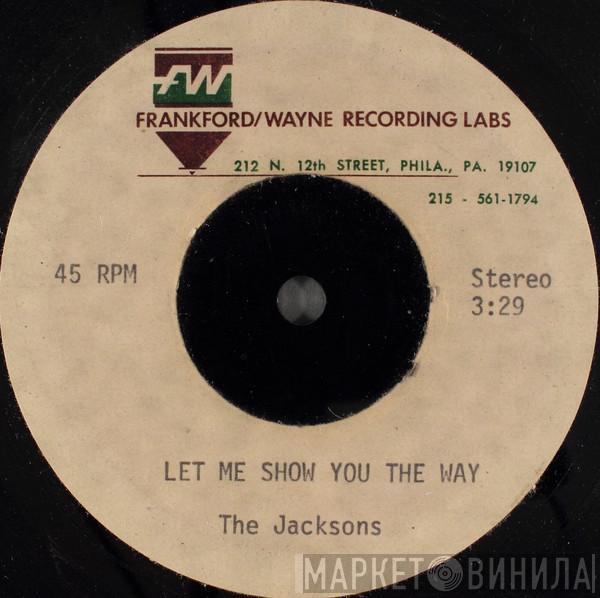 FW
FRANKFORD/WAYNE RECORDING LABS
212 N. 12th STREET, PHILA., PA. 19107
215 - 561-1794
45 RPM
Stereo
3:29
LET ME SHOW YOU THE WAY
The Jacksons
МАРКЕТ ВИНИЛА